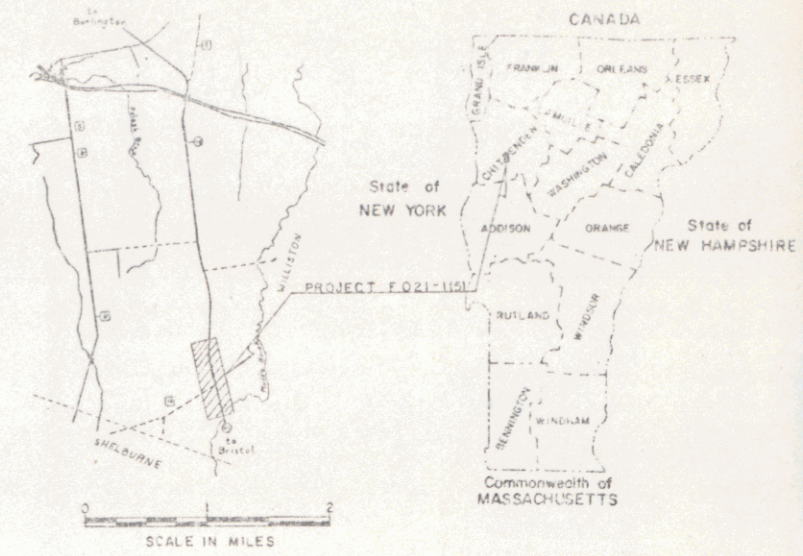 to
Burlington
WILLISTON
PROJECT F 021-1(15)
SHELBURNE
to
Bristol
0 1 2
SCALE IN MILES
CANADA
GRAND ISLE
FRANKLIN
ORLEANS
ESSEX
CHITTENDEN
WASHINGTON
CALEDONIA
State of
NEW YORK
ADDISON
ORANGE
State of
NEW HAMPSHIRE
RUTLAND
WINDSOR
BENNINGTON
WINDHAM
Commonwealth of
MASSACHUSETTS